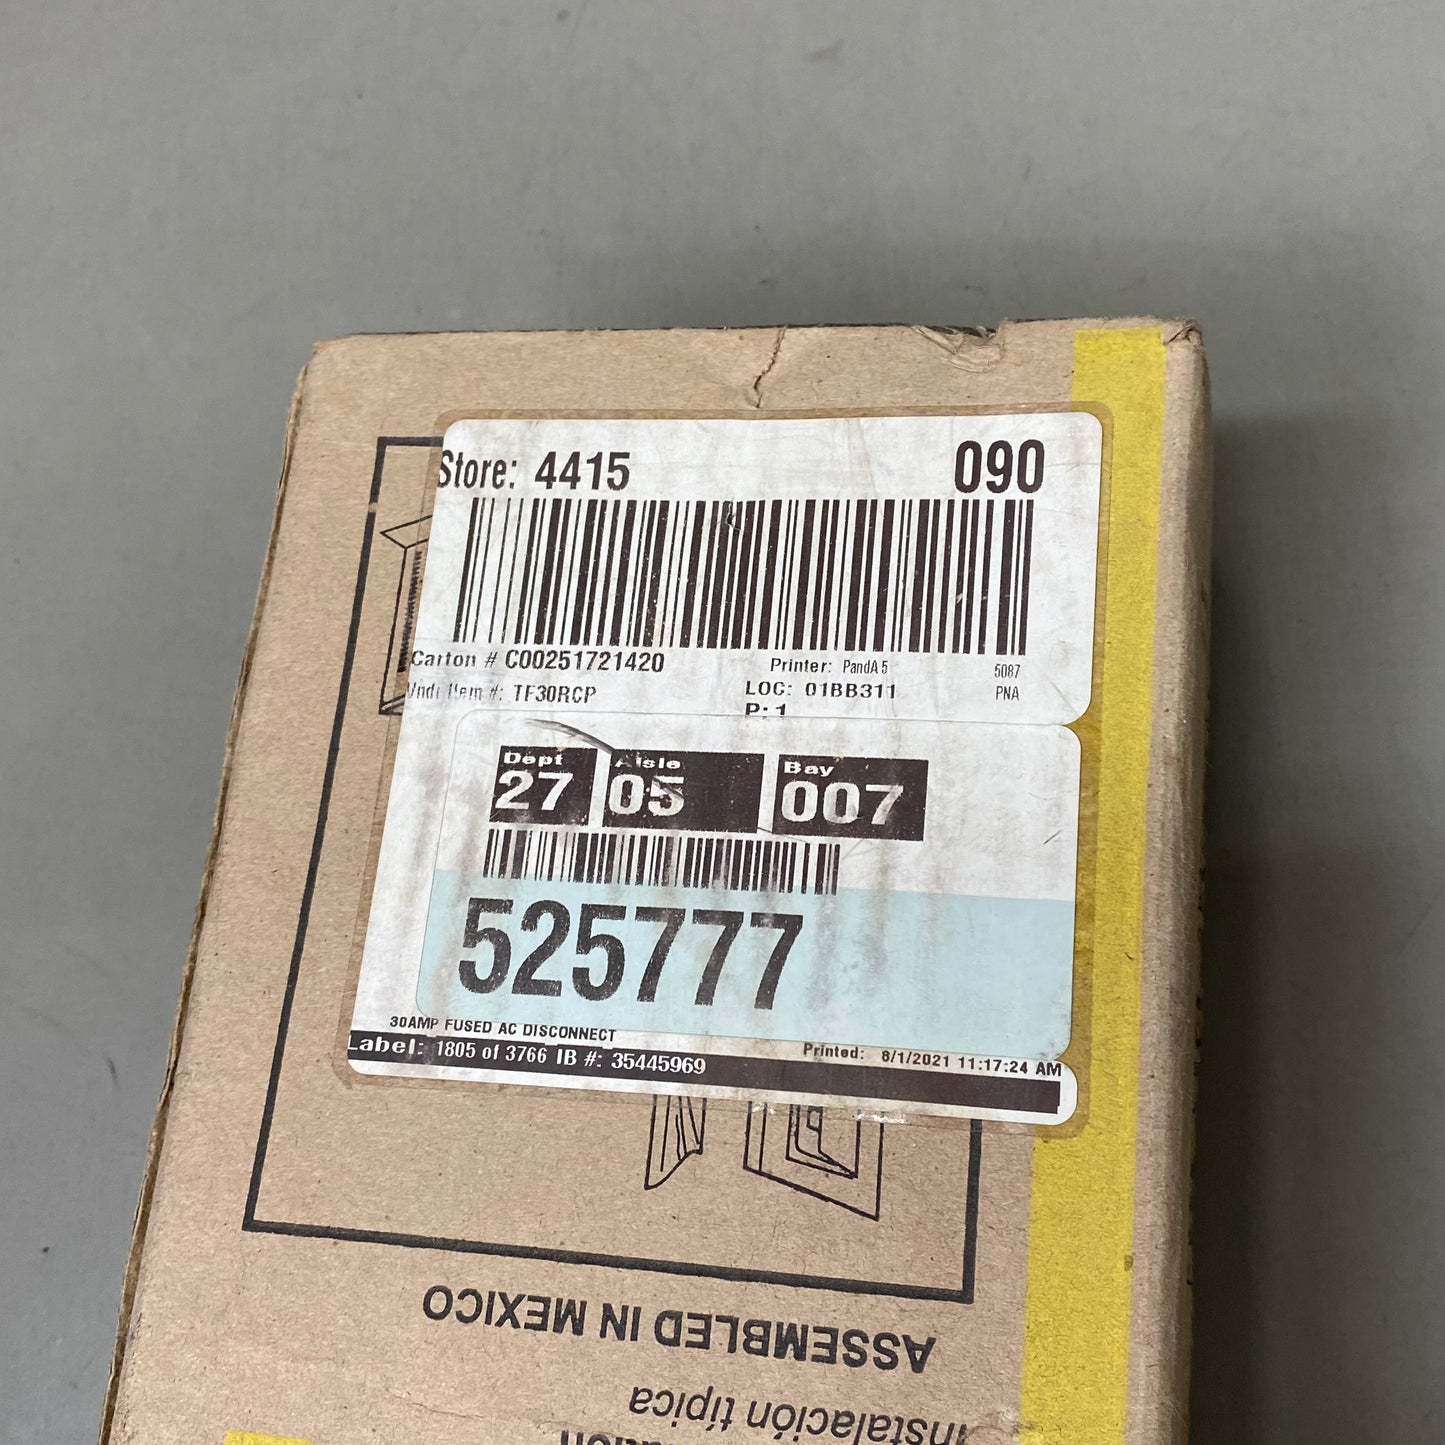 Store: 4415 090
Carton # C00251721420 Printer: PandA 5 5087
Vndr Item #: TF30RCP LOC: 01BB311 PNA
P: 1
Dept Aisle Bay
27 05 007
525777
30AMP FUSED AC DISCONNECT
Printed: 8/1/2021 11:17:24 AM
Label: 1805 of 3766 IB #: 35445969
ASSEMBLED IN MEXICO
Instalación típica